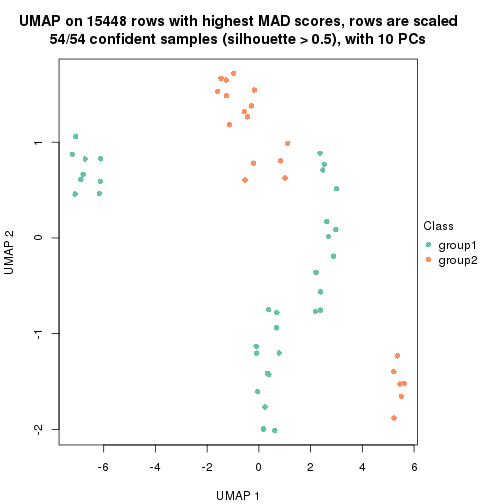 UMAP on 15448 rows with highest MAD scores, rows are scaled
54/54 confident samples (silhouette > 0.5), with 10 PCs
1
0
-1
-2
UMAP 2
-6
-4
-2
0
2
4
6
UMAP 1
Class
group1
group2